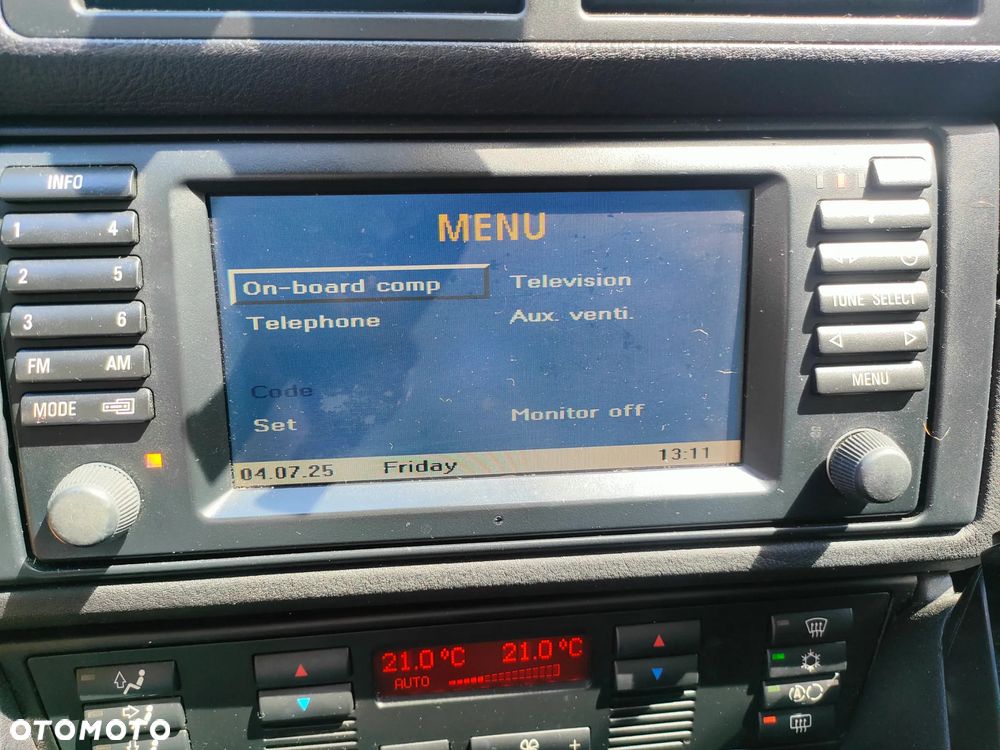 INFO
1 4
2 5
3 6
FM AM
MODE
MENU
On-board comp
Television
Telephone
Aux. venti.
Code
Set
Monitor off
04.07.25 Friday 13:11
TONE SELECT
MENU
21.0 °C 21.0 °C
AUTO
OTOMOTO